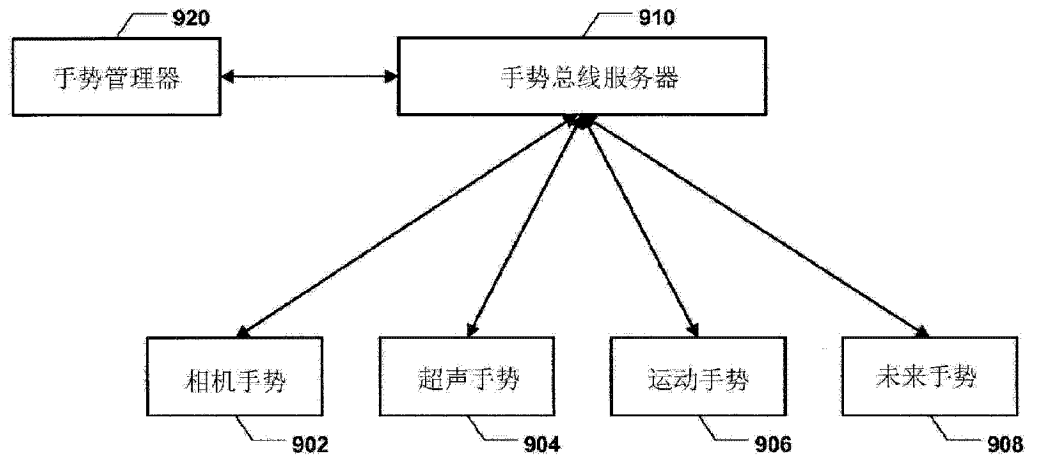 920
910
手势管理器
手势总线服务器
相机手势
超声手势
运动手势
未来手势
902
904
906
908